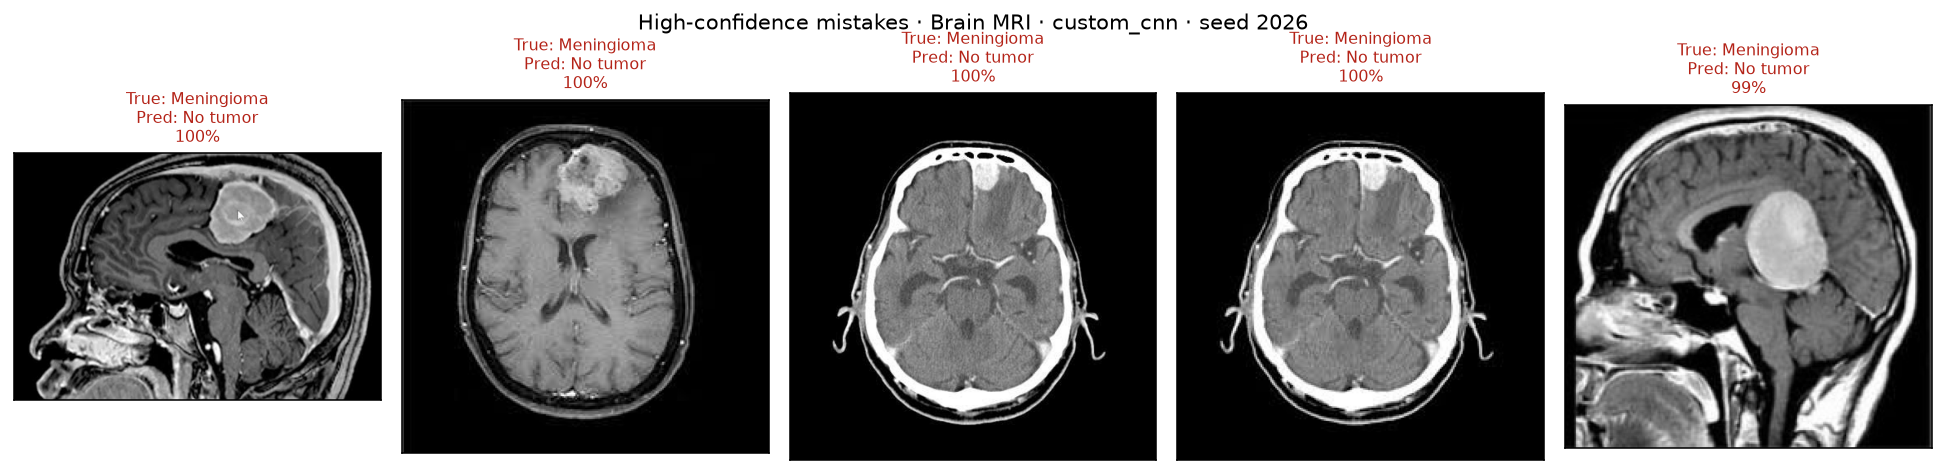 High-confidence mistakes · Brain MRI · custom_cnn · seed 2026
True: Meningioma
Pred: No tumor
100%
True: Meningioma
Pred: No tumor
100%
True: Meningioma
Pred: No tumor
100%
True: Meningioma
Pred: No tumor
100%
True: Meningioma
Pred: No tumor
99%